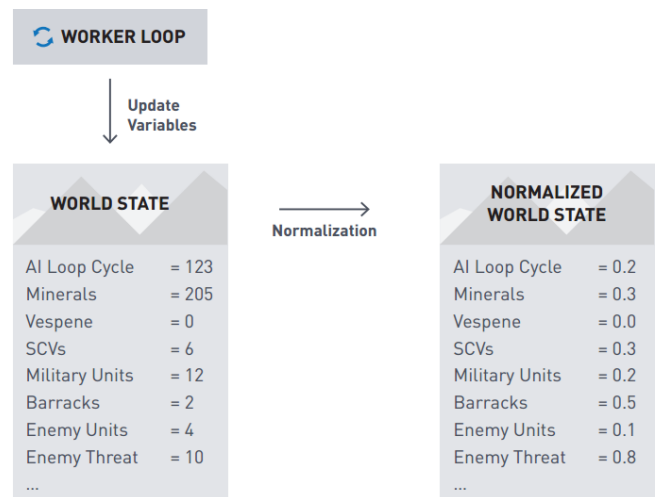 WORKER LOOP
Update
Variables
WORLD STATE
AI Loop Cycle = 123
Minerals = 205
Vespene = 0
SCVs = 6
Military Units = 12
Barracks = 2
Enemy Units = 4
Enemy Threat = 10
...
Normalization
NORMALIZED
WORLD STATE
AI Loop Cycle = 0.2
Minerals = 0.3
Vespene = 0.0
SCVs = 0.3
Military Units = 0.2
Barracks = 0.5
Enemy Units = 0.1
Enemy Threat = 0.8
...